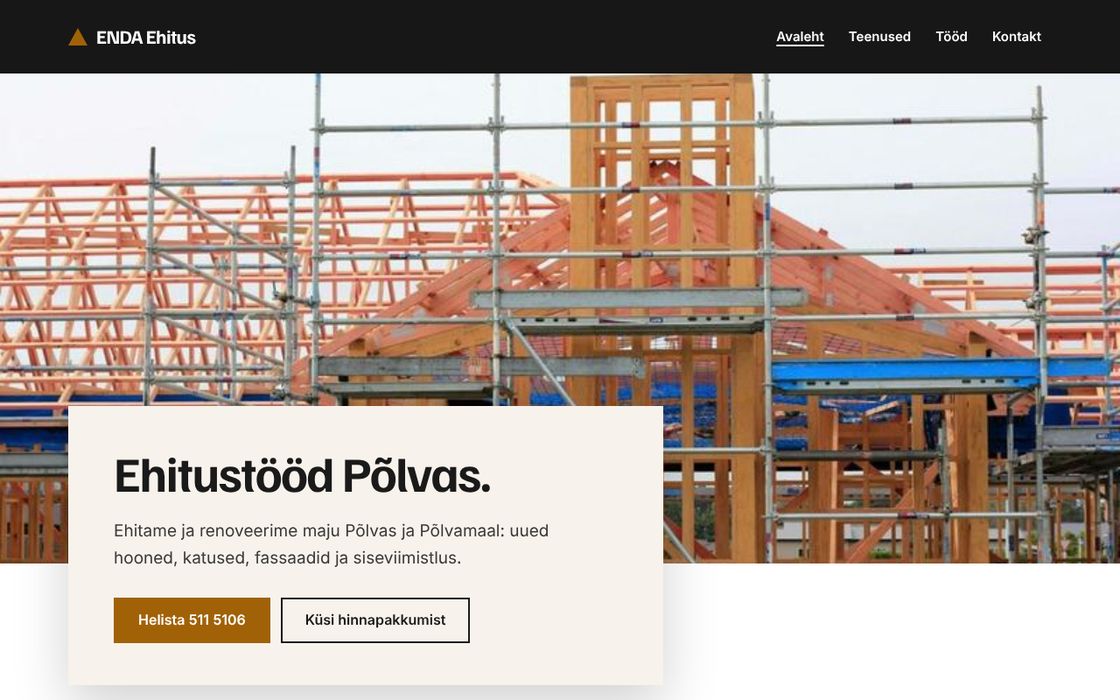 ENDA Ehitus
Avaleht Teenused Tööd Kontakt
Ehitustööd Põlvas.
Ehitame ja renoveerime maju Põlvas ja Põlvamaal: uued
hooned, katused, fassaadid ja siseviimistlus.
Helista 511 5106 Küsi hinnapakkumist